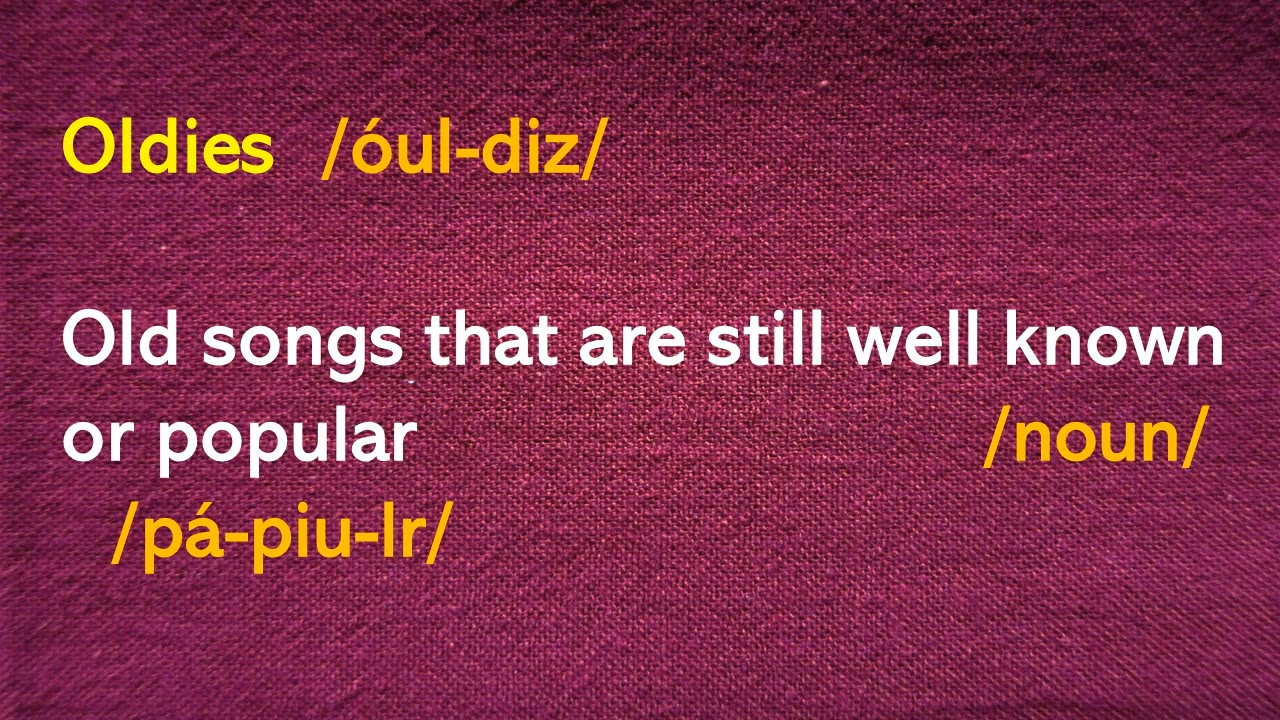 Oldies /óul-diz/
Old songs that are still well known
or popular /noun/
/pá-piu-lr/